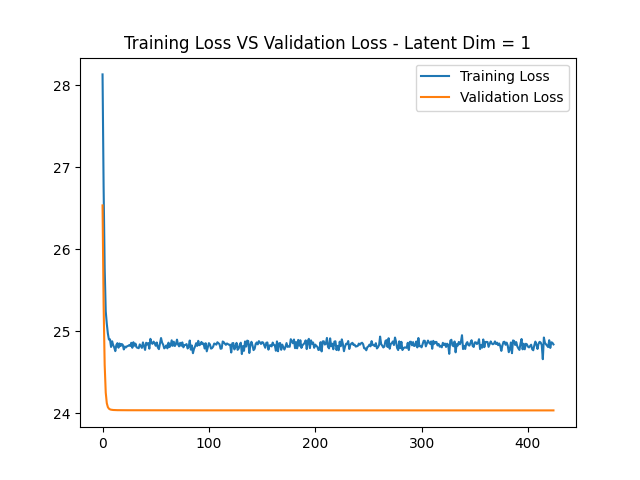 Training Loss VS Validation Loss - Latent Dim = 1
Training Loss
Validation Loss
28
27
26
25
24
0 100 200 300 400